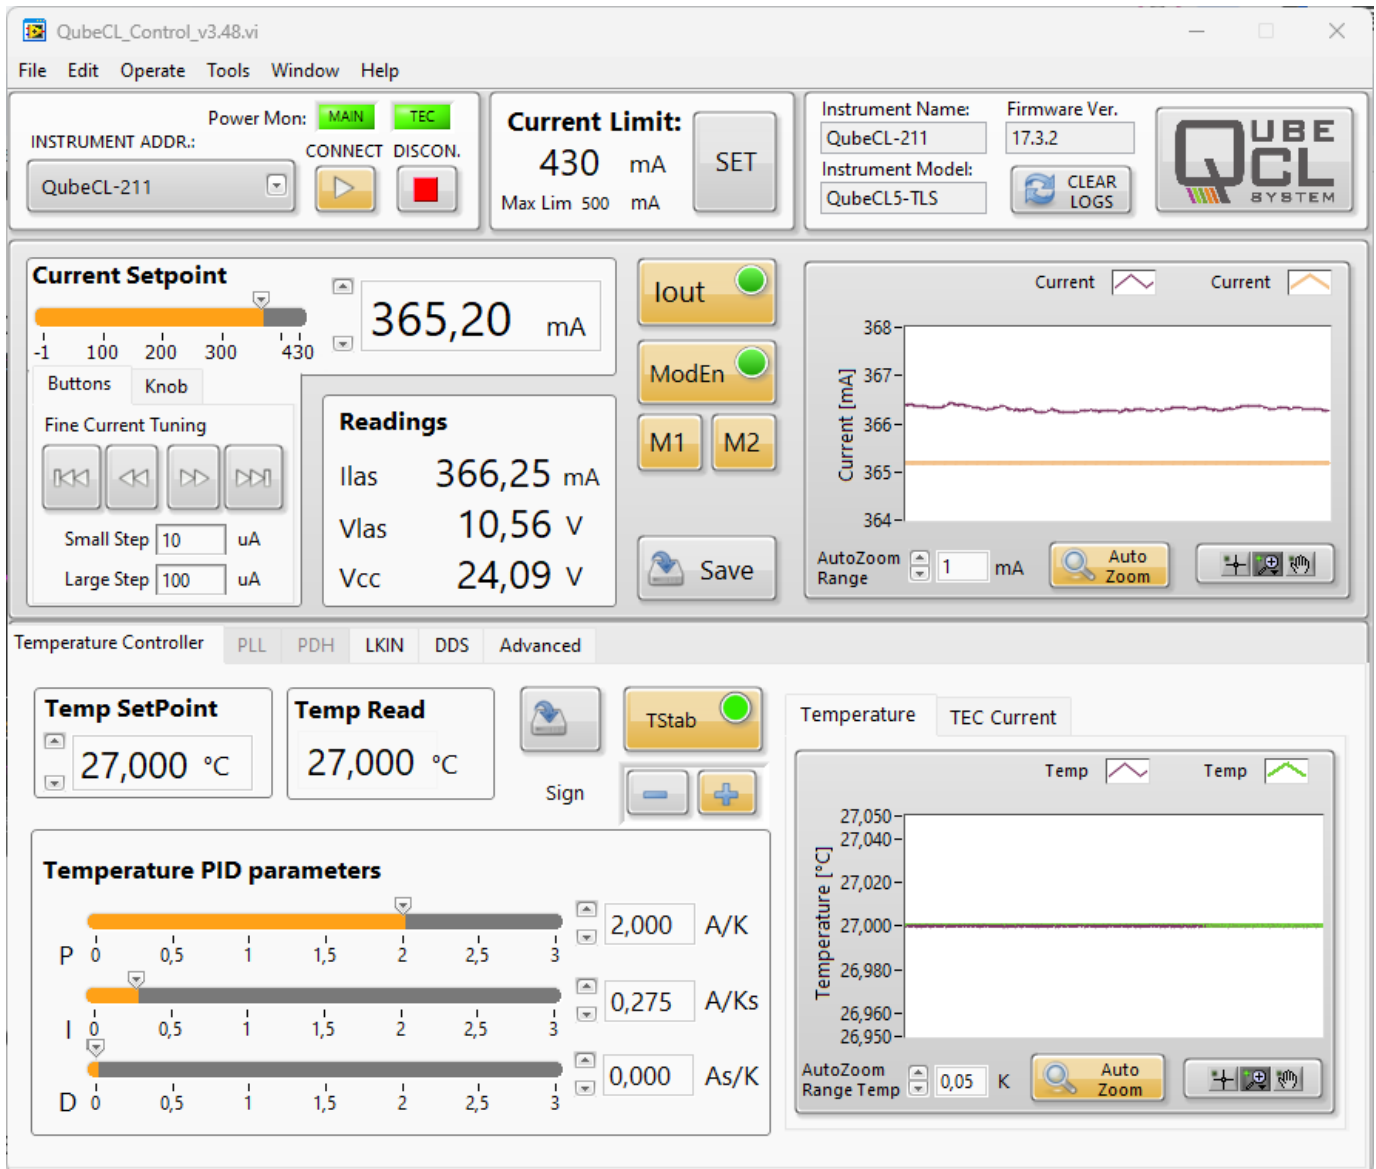 QubeCL_Control_v3.48.vi
File Edit Operate Tools Window Help
Power Mon: MAIN TEC
INSTRUMENT ADDR.:
CONNECT DISCON.
QubeCL-211
Current Limit:
430 mA
Max Lim 500 mA
SET
Instrument Name:
QubeCL-211
Instrument Model:
QubeCL5-TLS
Firmware Ver.
17.3.2
CLEAR
LOGS
QUBE
CL
SYSTEM
Current Setpoint
-1 100 200 300 430
365,20 mA
Buttons Knob
Fine Current Tuning
Small Step 10 uA
Large Step 100 uA
Readings
Ilas 366,25 mA
Vlas 10,56 V
Vcc 24,09 V
Iout
ModEn
M1 M2
Save
Current Current
Current [mA]
368
367
366
365
364
AutoZoom
Range 1 mA
Auto
Zoom
Temperature Controller PLL PDH LKIN DDS Advanced
Temp SetPoint
27,000 °C
Temp Read
27,000 °C
TStab
Sign
Temperature PID parameters
P 0 0,5 1 1,5 2 2,5 3
2,000 A/K
I 0 0,5 1 1,5 2 2,5 3
0,275 A/Ks
D 0 0,5 1 1,5 2 2,5 3
0,000 As/K
Temperature TEC Current
Temp Temp
Temperature [°C]
27,050
27,040
27,020
27,000
26,980
26,960
26,950
AutoZoom
Range Temp 0,05 K
Auto
Zoom